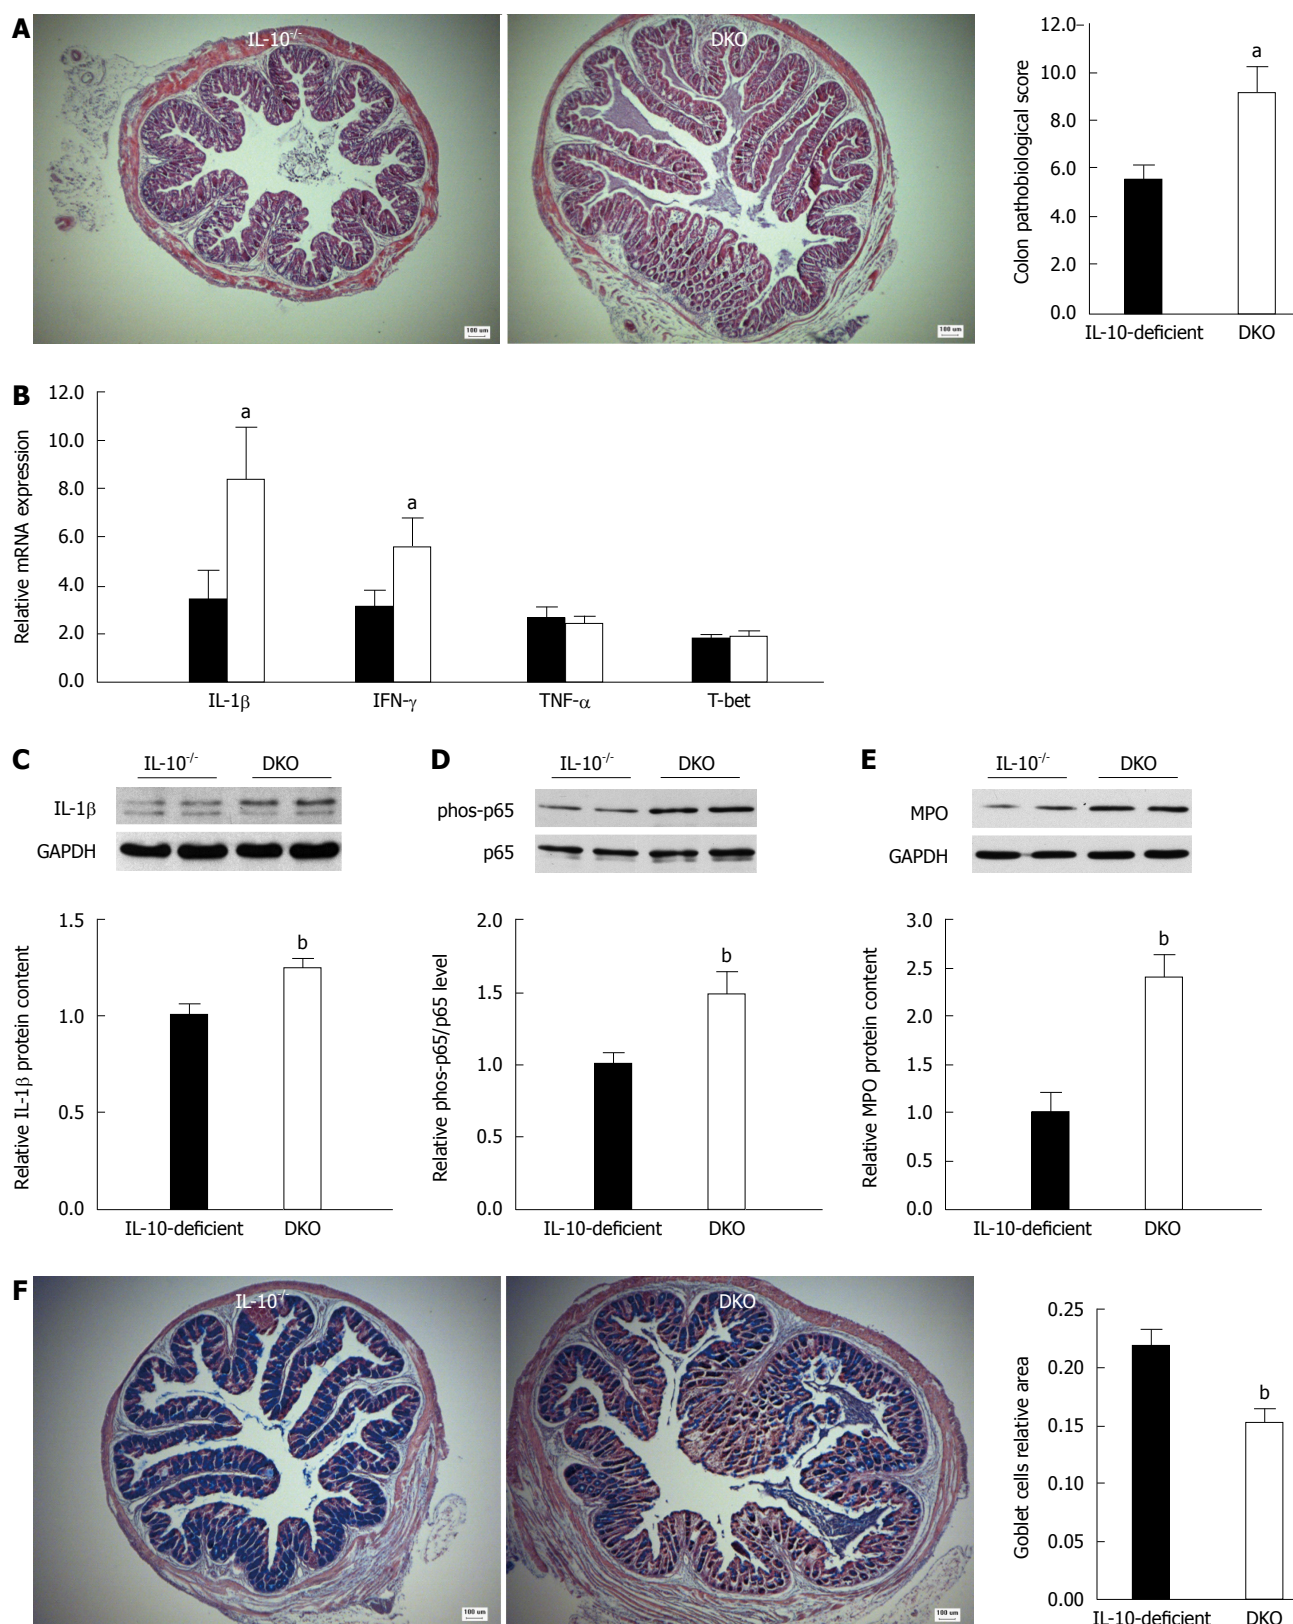 A
IL-10-/-
DKO
100 um
100 um
Colon pathobiological score
12.0
10.0
8.0
6.0
4.0
2.0
0.0
a
IL-10-deficient
DKO
B
Relative mRNA expression
12.0
10.0
8.0
6.0
4.0
2.0
0.0
a
a
IL-1β
IFN-γ
TNF-α
T-bet
C
IL-10-/-
DKO
IL-1β
GAPDH
Relative IL-1β protein content
1.5
1.0
0.5
0.0
b
IL-10-deficient
DKO
D
IL-10-/-
DKO
phos-p65
p65
Relative phos-p65/p65 level
2.0
1.5
1.0
0.5
0.0
b
IL-10-deficient
DKO
E
IL-10-/-
DKO
MPO
GAPDH
Relative MPO protein content
3.0
2.5
2.0
1.5
1.0
0.5
0.0
b
IL-10-deficient
DKO
F
IL-10-/-
DKO
100 um
100 um
Goblet cells relative area
0.25
0.20
0.15
0.10
0.05
0.00
b
IL-10-deficient
DKO